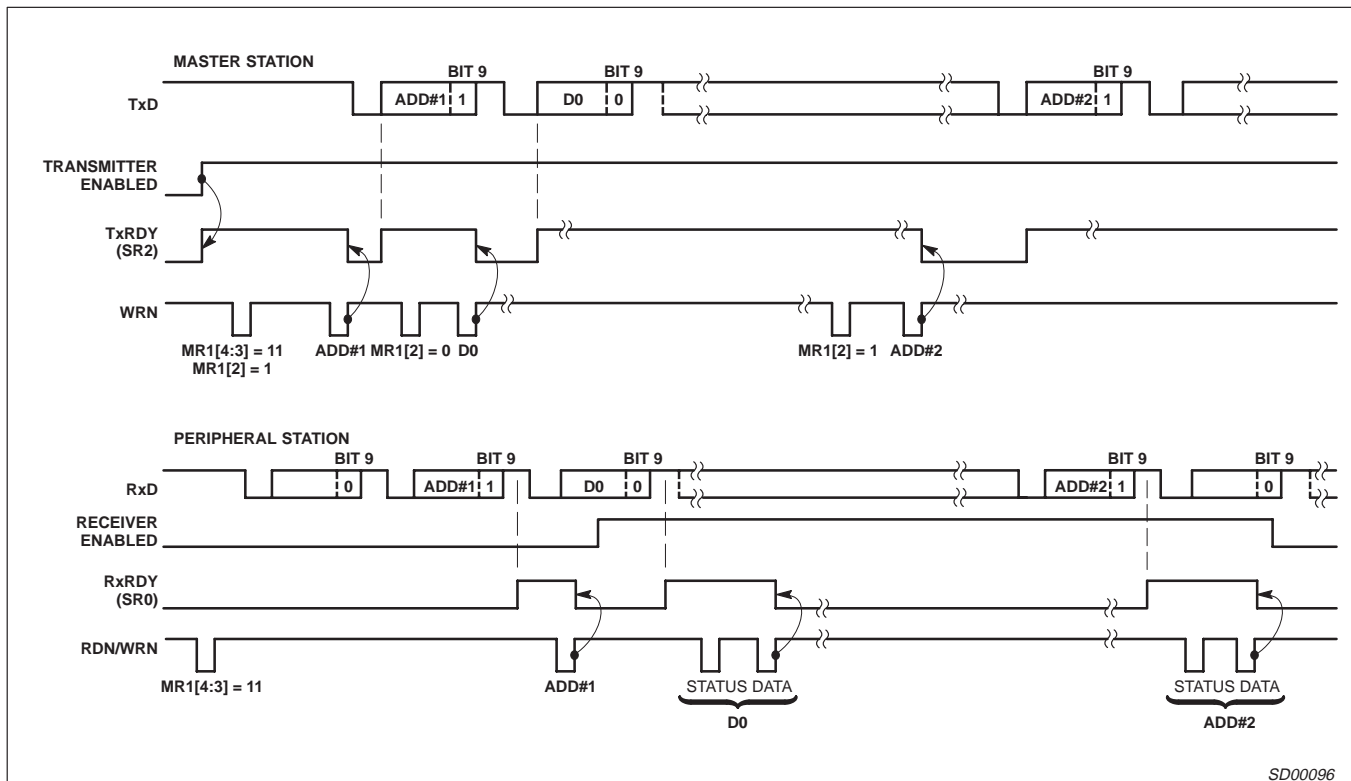 MASTER STATION
BIT 9 BIT 9 BIT 9
TxD ADD#1 1 D0 0 ADD#2 1
TRANSMITTER
ENABLED
TxRDY
(SR2)
WRN
MR1[4:3] = 11 ADD#1 MR1[2] = 0 D0 MR1[2] = 1 ADD#2
MR1[2] = 1
PERIPHERAL STATION
BIT 9 BIT 9 BIT 9 BIT 9 BIT 9
RxD 0 ADD#1 1 D0 0 ADD#2 1 0
RECEIVER
ENABLED
RxRDY
(SR0)
RDN/WRN
MR1[4:3] = 11 ADD#1 STATUS DATA STATUS DATA
D0 ADD#2
SD00096